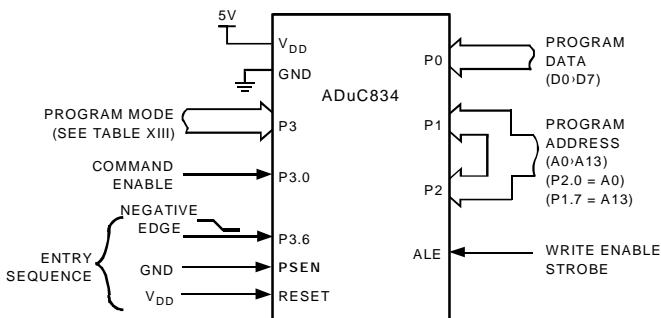 5V
V_DD
GND
ADuC834
P0
PROGRAM
DATA
(D0›D7)
PROGRAM MODE
(SEE TABLE XIII)
P3
P1
PROGRAM
ADDRESS
(A0›A13)
(P2.0 = A0)
(P1.7 = A13)
COMMAND
ENABLE
P3.0
P2
NEGATIVE
EDGE
P3.6
ENTRY
SEQUENCE
GND
PSEN
ALE
WRITE ENABLE
STROBE
V_DD
RESET